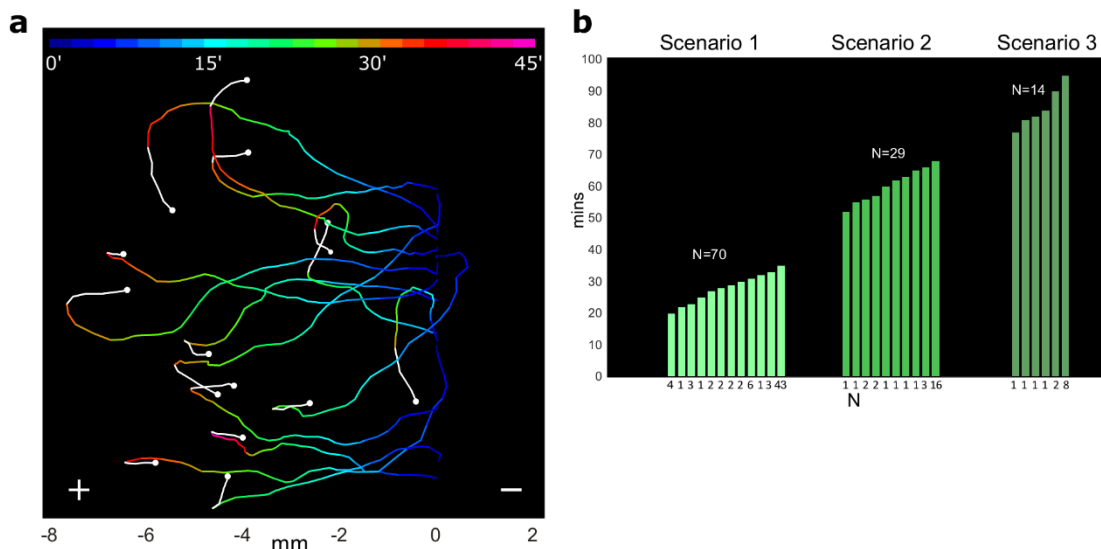 a
0' 15' 30' 45'
+ −
-8 -6 -4 -2 0 2
mm
b
Scenario 1 Scenario 2 Scenario 3
100
90
80
70
60
50
40
30
20
10
0
mins
N=70
N=29
N=14
4 1 3 1 2 2 2 2 6 1 3 43
1 1 2 2 1 1 1 1 3 16
1 1 1 1 2 8
N